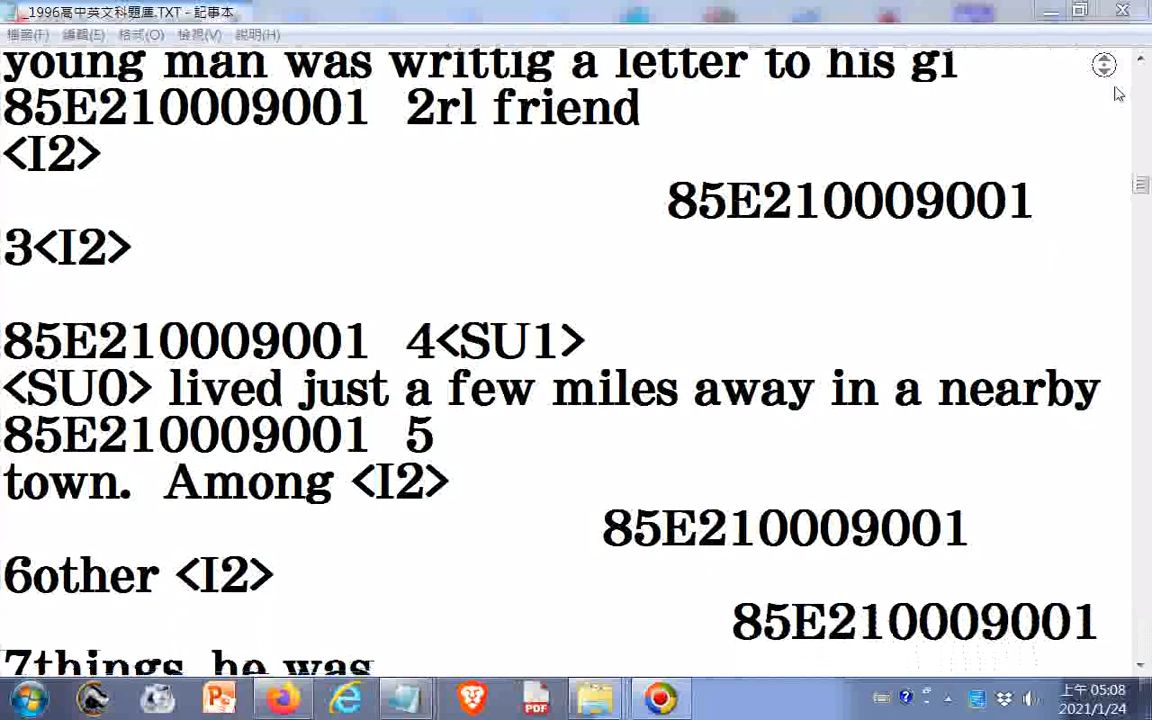 _1996高中英文科題庫.TXT - 記事本
檔案(F) 編輯(E) 格式(O) 檢視(V) 說明(H)
young man was writtig a letter to his gi
85E210009001 2rl friend
<I2>
85E210009001
3<I2>
85E210009001 4<SU1>
<SU0> lived just a few miles away in a nearby
85E210009001 5
town. Among <I2>
85E210009001
6other <I2>
85E210009001
7things, he was
PDF
上午 05:08
2021/1/24